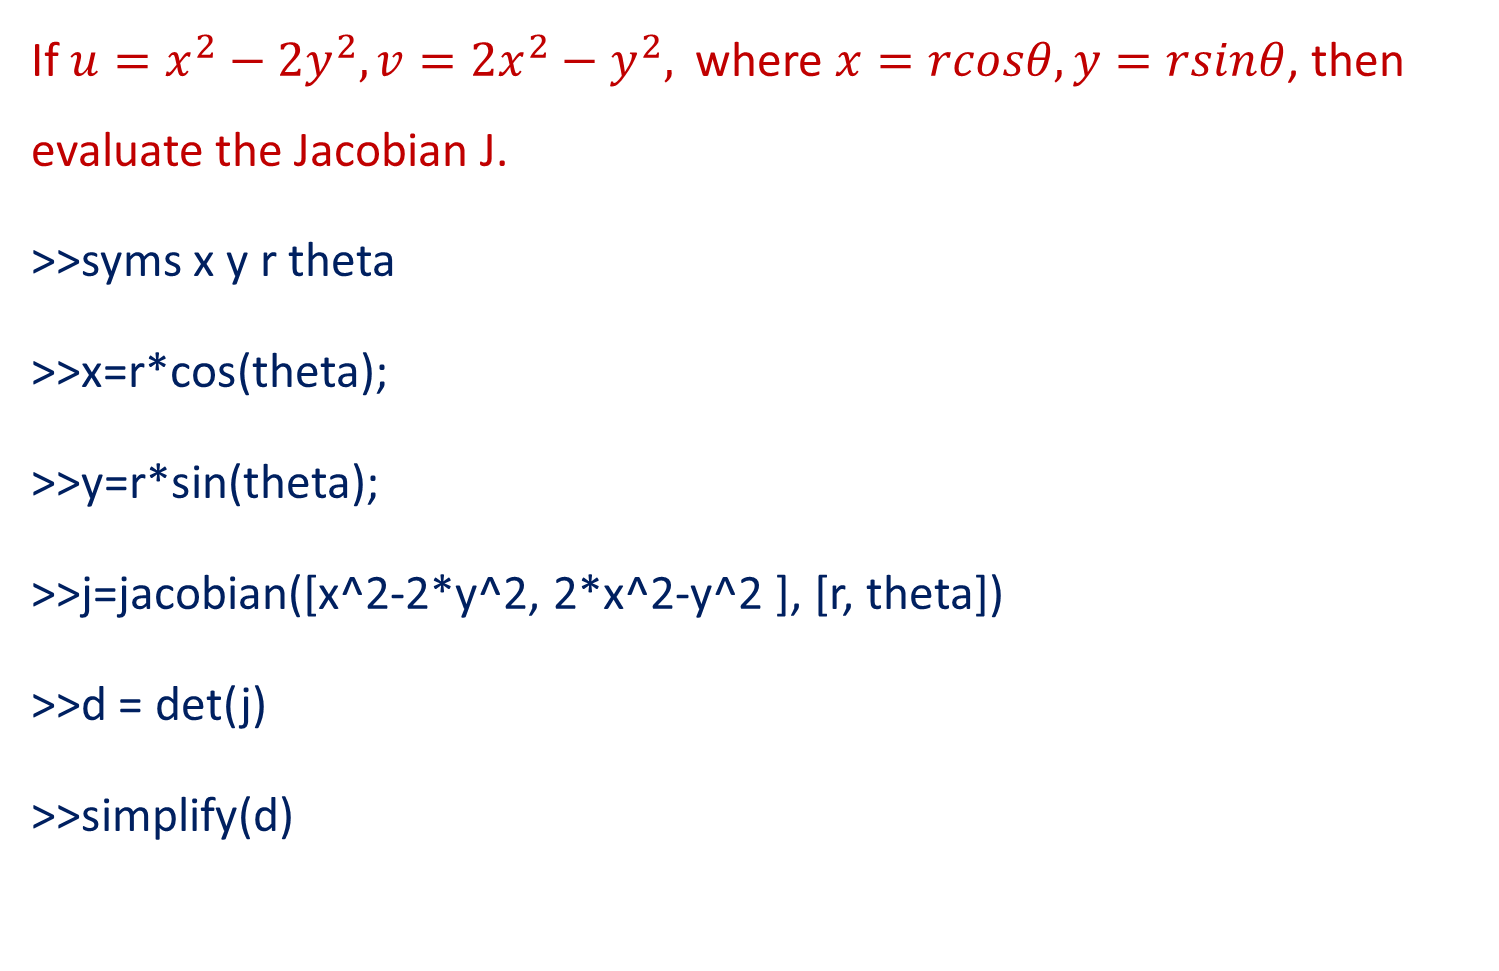 If 𝑢 = 𝑥² − 2𝑦², 𝑣 = 2𝑥² − 𝑦², where 𝑥 = 𝑟𝑐𝑜𝑠𝜃, 𝑦 = 𝑟𝑠𝑖𝑛𝜃, then
evaluate the Jacobian J.
>>syms x y r theta
>>x=r*cos(theta);
>>y=r*sin(theta);
>>j=jacobian([x^2-2*y^2, 2*x^2-y^2 ], [r, theta])
>>d = det(j)
>>simplify(d)